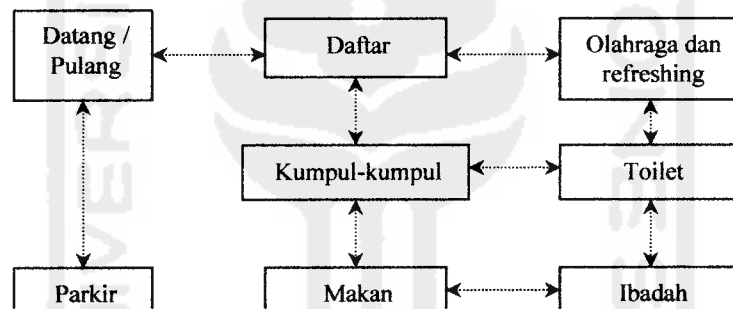 Datang /
Pulang
Daftar
Olahraga dan
refreshing
Kumpul-kumpul
Toilet
Parkir
Makan
Ibadah